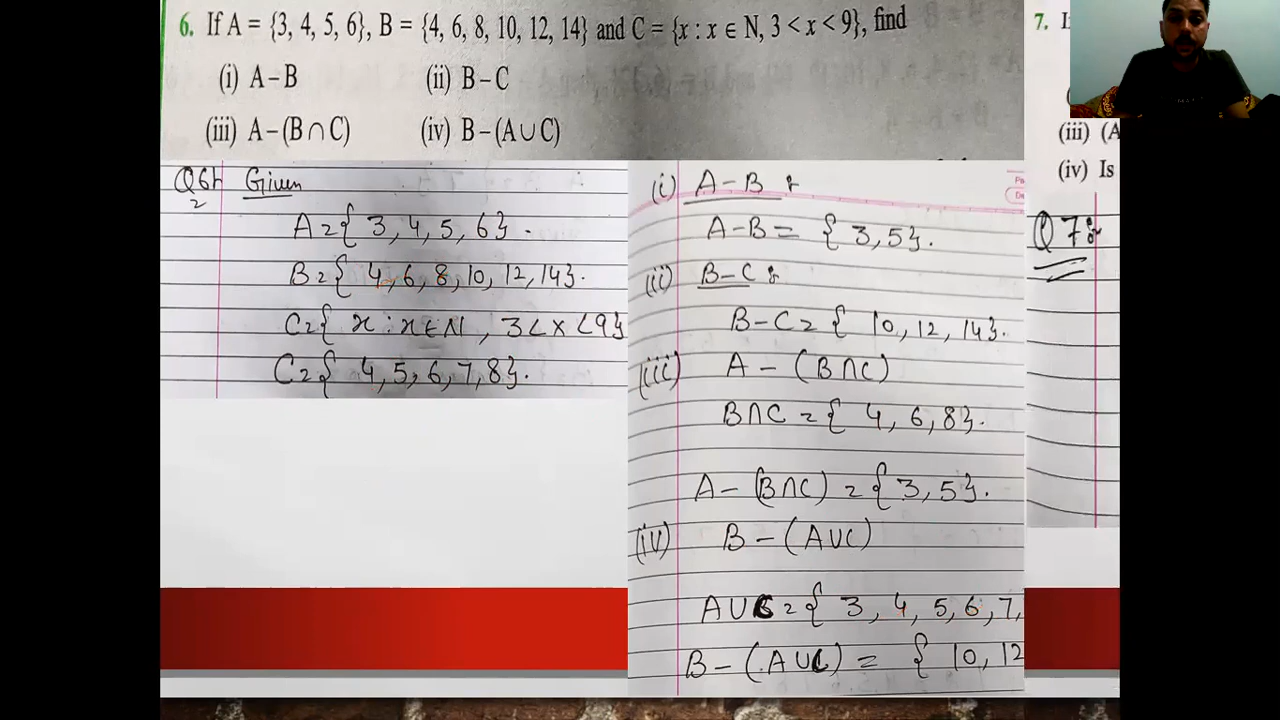 6. If A = {3, 4, 5, 6}, B = {4, 6, 8, 10, 12, 14} and C = {x : x ∈ N, 3 < x < 9}, find
(i) A – B (ii) B – C
(iii) A – (B ∩ C) (iv) B – (A ∪ C)
Q6
Given
A = { 3, 4, 5, 6}.
B = { 4, 6, 8, 10, 12, 14}.
C = { x : x ∈ N , 3 < x < 9}
C = { 4, 5, 6, 7, 8}.
(i) A – B :
A – B = { 3, 5}.
(ii) B – C :
B – C = { 10, 12, 14}.
(iii) A – (B∩C)
B∩C = { 4, 6, 8}.
A – (B∩C) = { 3, 5}.
(iv) B – (A∪C)
A∪C = { 3, 4, 5, 6, 7,
B – (A∪C) = { 10, 12
7.
(iii) (A
(iv) Is
Q 7: